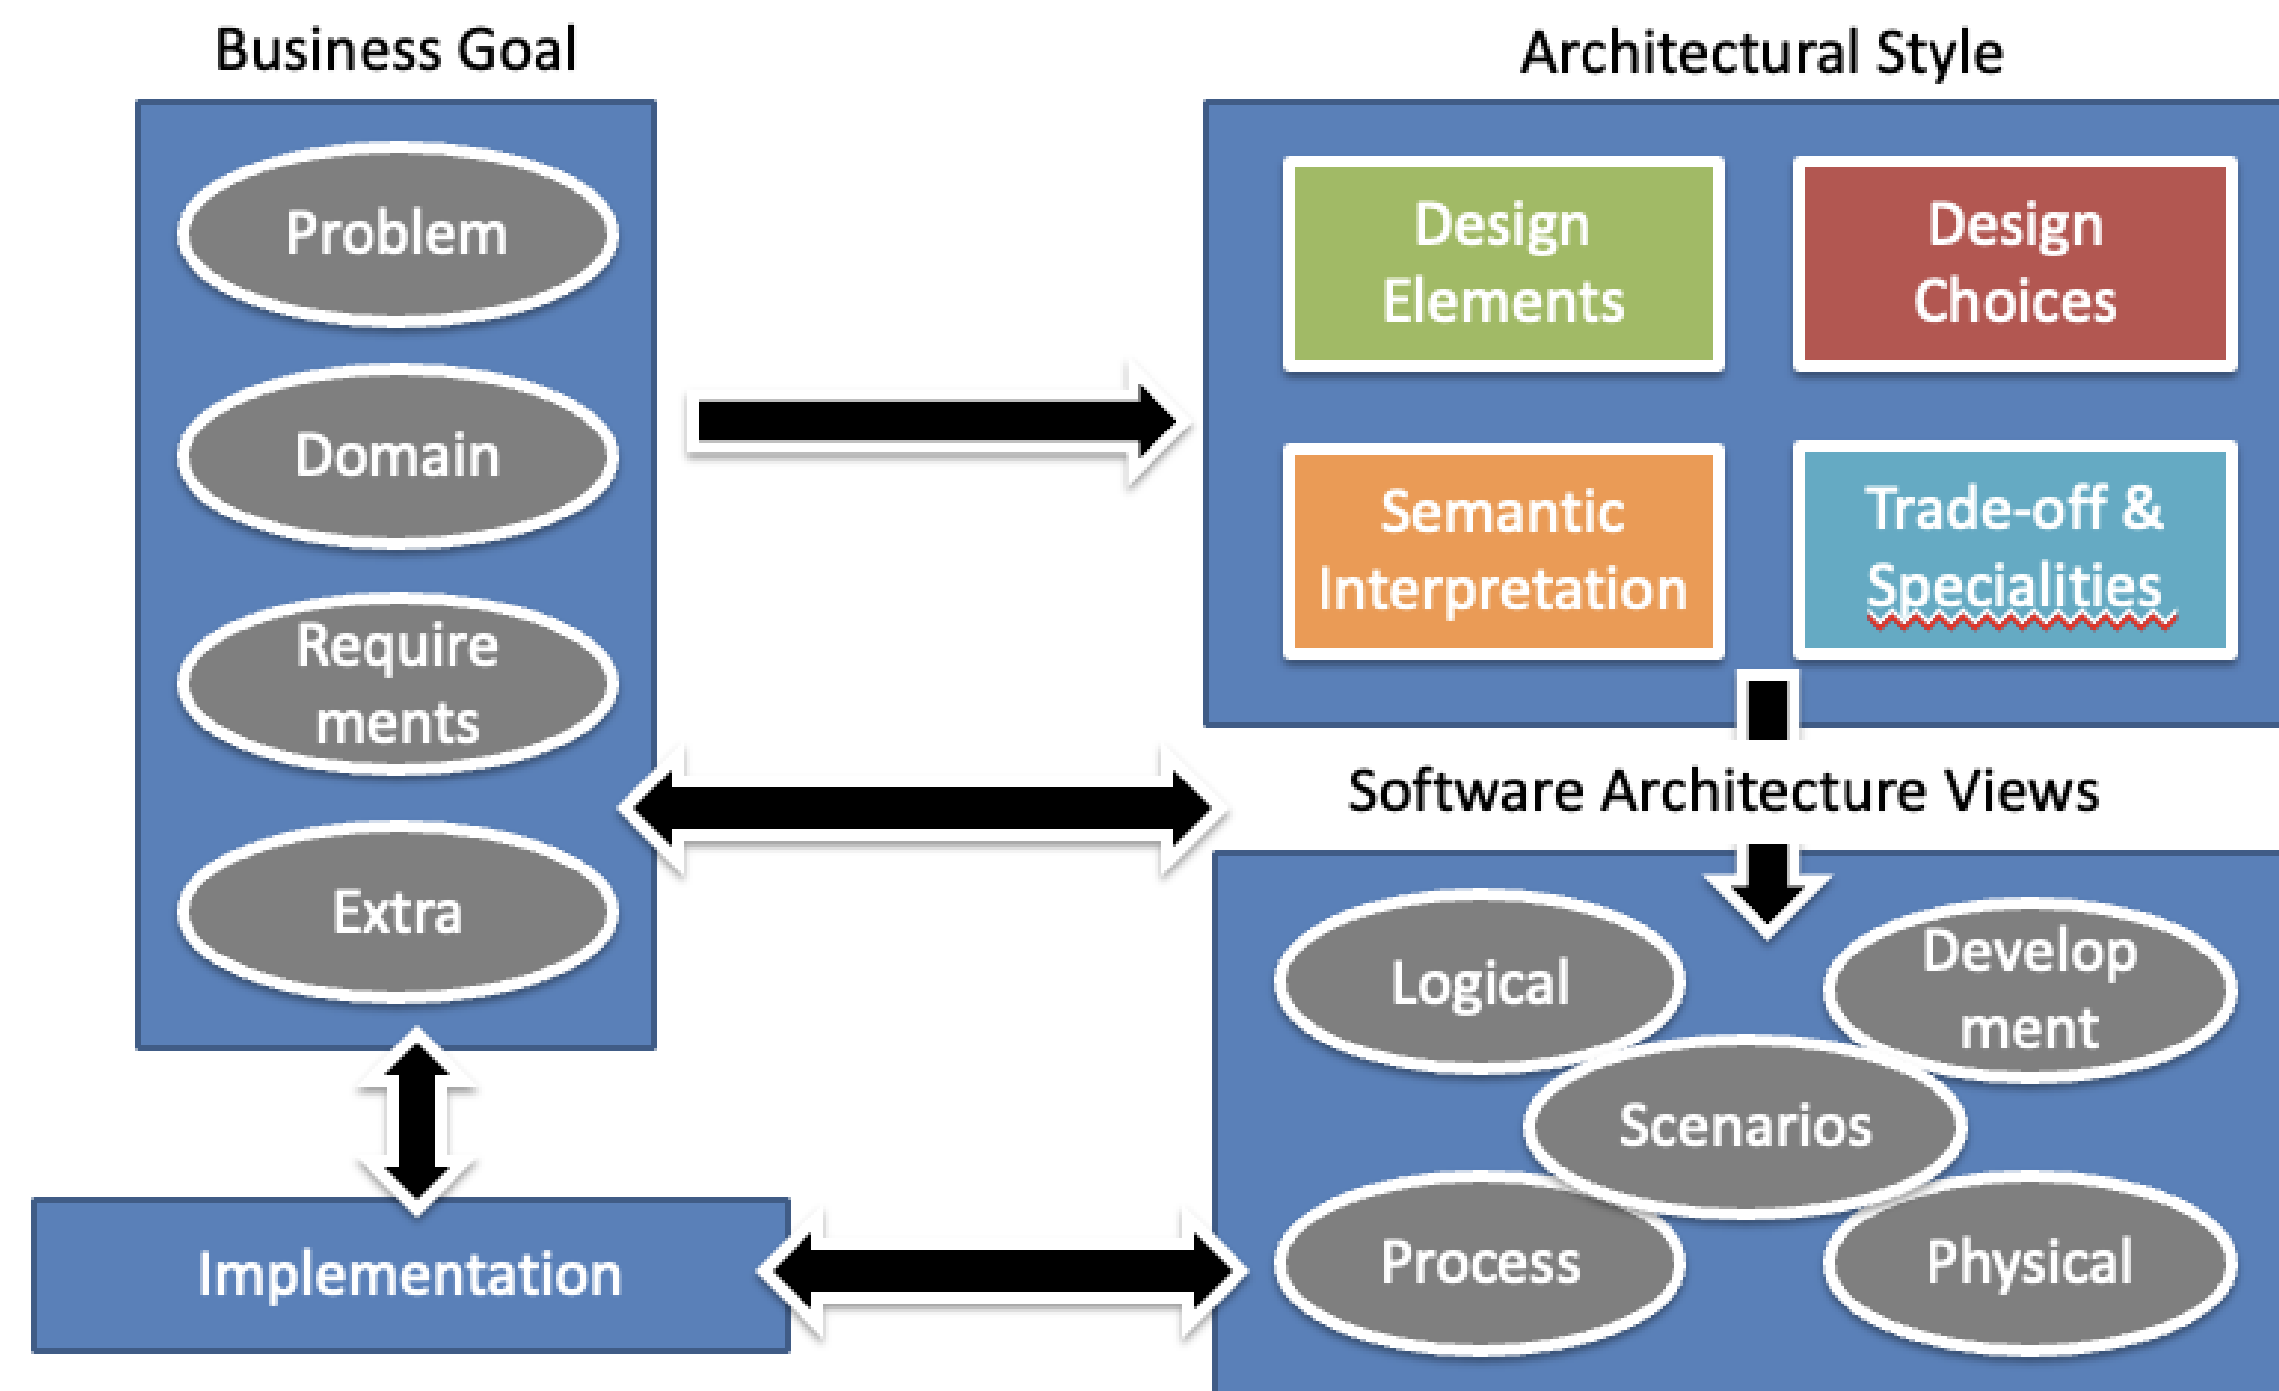 Business Goal
Problem
Domain
Require
ments
Extra
Implementation
Architectural Style
Design
Elements
Design
Choices
Semantic
Interpretation
Trade-off &
Specialities
Software Architecture Views
Logical
Develop
ment
Scenarios
Process
Physical